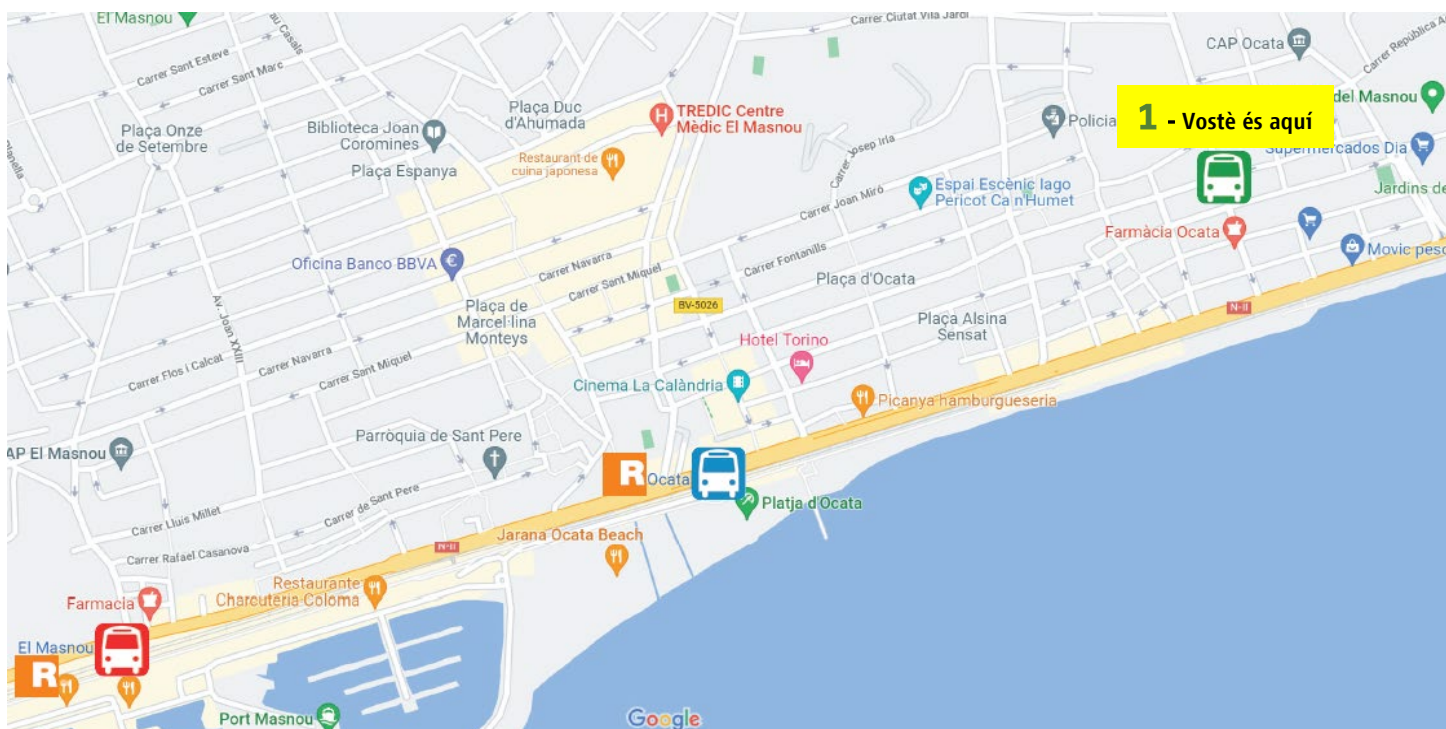 El Masnou
Carrer Ciutat Vila Jardí
CAP Ocata
Carrer República
Carrer Sant Esteve
Carrer Sant Marc
Casals
Plaça Duc
d'Ahumada
TREDIC Centre
Mèdic El Masnou
Policia
1 - Vostè és aquí
del Masnou
Plaça Onze
de Setembre
Biblioteca Joan
Coromines
Plaça Espanya
Restaurant de
cuina japonesa
Carrer Josep Irla
Supermercados Dia
Carrer Joan Miró
Espai Escènic Iago
Pericot Ca n'Humet
Jardins de
Farmàcia Ocata
Oficina Banco BBVA
€
Carrer Navarra
Carrer Sant Miquel
Carrer Fontanills
Plaça d'Ocata
Movic pesc
Av. Joan XXIII
Plaça de
Marcel·lina
Monteys
BV-5026
Plaça Alsina
Sensat
N-II
Hotel Torino
Carrer Flos i Calcat
Carrer Navarra
Carrer Sant Miquel
Cinema La Calàndria
Picanya hamburgueseria
Parròquia de Sant Pere
AP El Masnou
R
Ocata
Platja d'Ocata
Carrer de Sant Pere
Carrer Lluís Millet
Carrer Rafael Casanova
N-II
Jarana Ocata Beach
Restaurante
Charcuteria Coloma
Farmacia
El Masnou
R
Port Masnou
Google
H